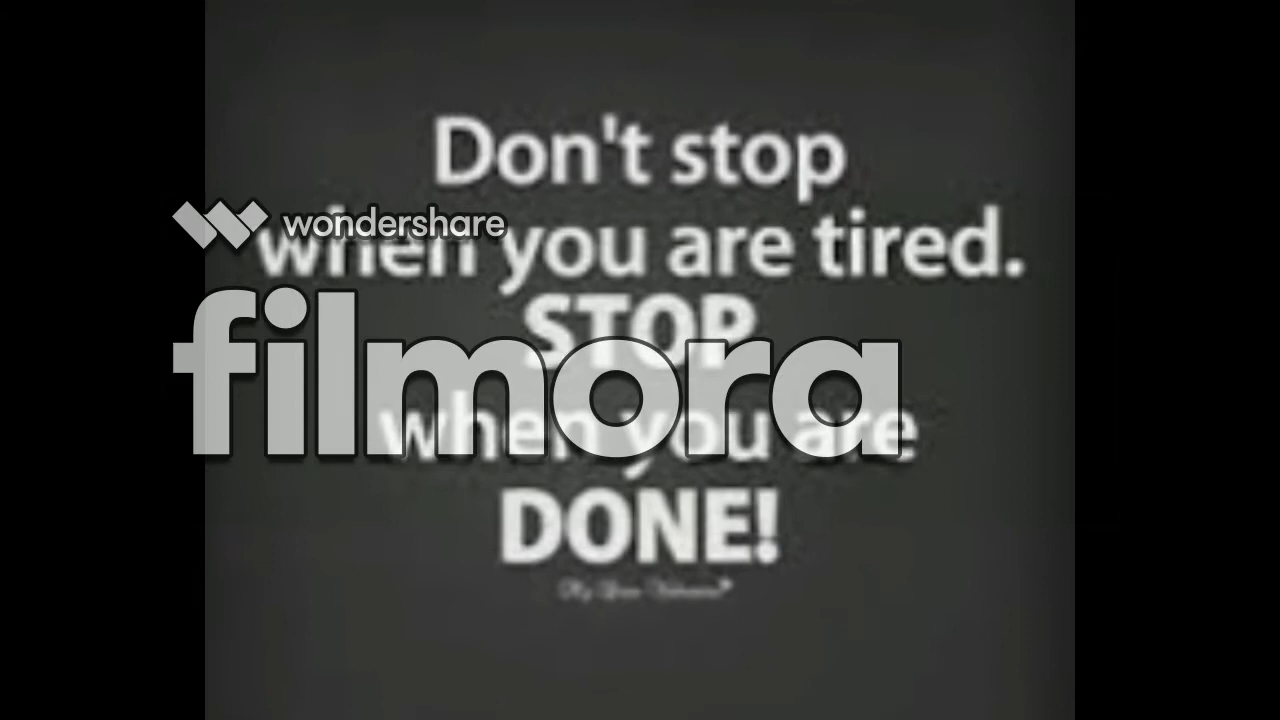 Don't stop
wondershare
when you are tired.
STOP
filmora
when you are
DONE!